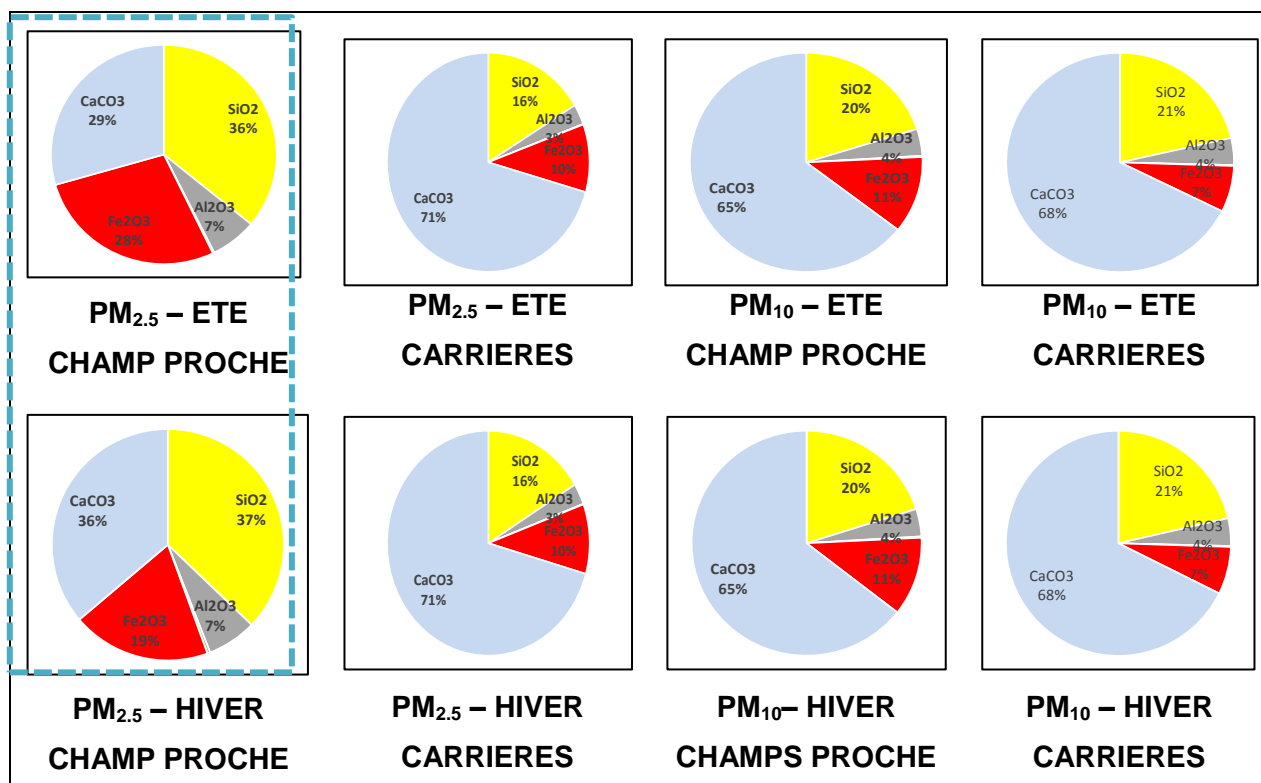 CaCO3
29%
SiO2
36%
Al2O3
7%
Fe2O3
28%
PM2.5 – ETE
CHAMP PROCHE
SiO2
16%
Al2O3
3%
Fe2O3
10%
CaCO3
71%
PM2.5 – ETE
CARRIERES
SiO2
20%
Al2O3
4%
Fe2O3
11%
CaCO3
65%
PM10 – ETE
CHAMP PROCHE
SiO2
21%
Al2O3
4%
Fe2O3
7%
CaCO3
68%
PM10 – ETE
CARRIERES
CaCO3
36%
SiO2
37%
Al2O3
7%
Fe2O3
19%
PM2.5 – HIVER
CHAMP PROCHE
SiO2
16%
Al2O3
3%
Fe2O3
10%
CaCO3
71%
PM2.5 – HIVER
CARRIERES
SiO2
20%
Al2O3
4%
Fe2O3
11%
CaCO3
65%
PM10– HIVER
CHAMPS PROCHE
SiO2
21%
Al2O3
4%
Fe2O3
7%
CaCO3
68%
PM10 – HIVER
CARRIERES